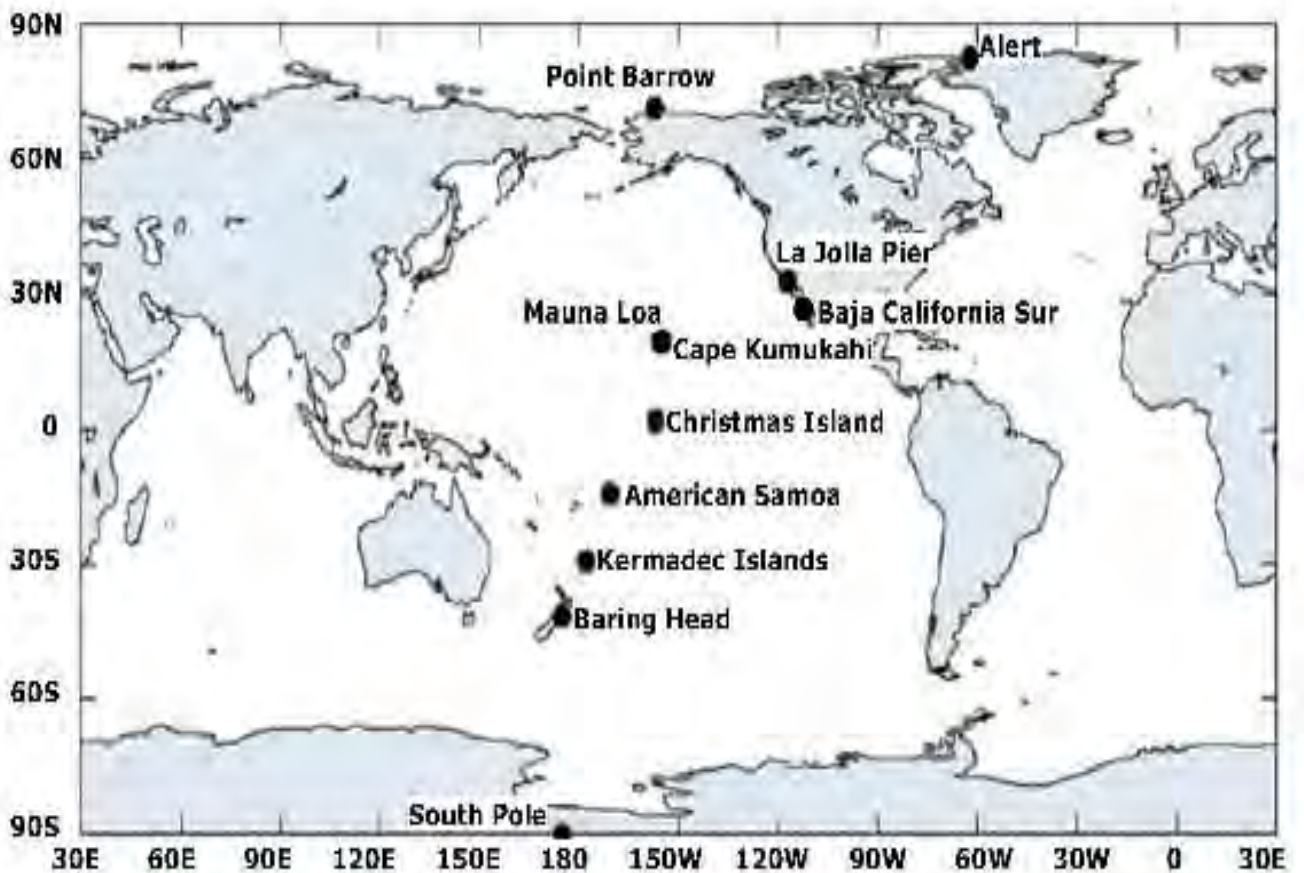 90N
Alert
Point Barrow
60N
La Jolla Pier
30N
Mauna Loa
Baja California Sur
Cape Kumukahi
0
Christmas Island
American Samoa
30S
Kermadec Islands
Baring Head
60S
South Pole
90S
30E 60E 90E 120E 150E 180 150W 120W 90W 60W 30W 0 30E